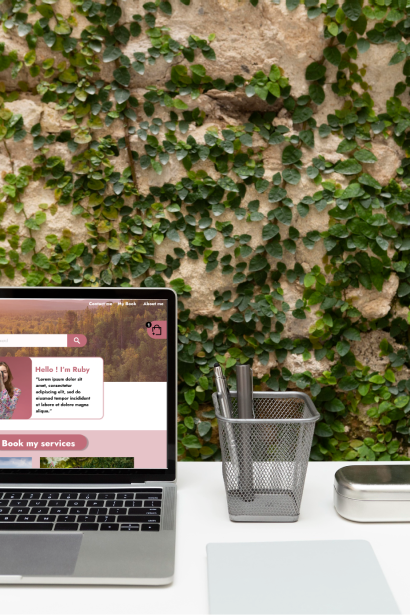 Contact me My Book About me
Hello ! I'm Ruby
"Lorem ipsum dolor sit
amet, consectetur
adipiscing elit, sed do
eiusmod tempor incididunt
ut labore et dolore magna
aliqua."
Book my services